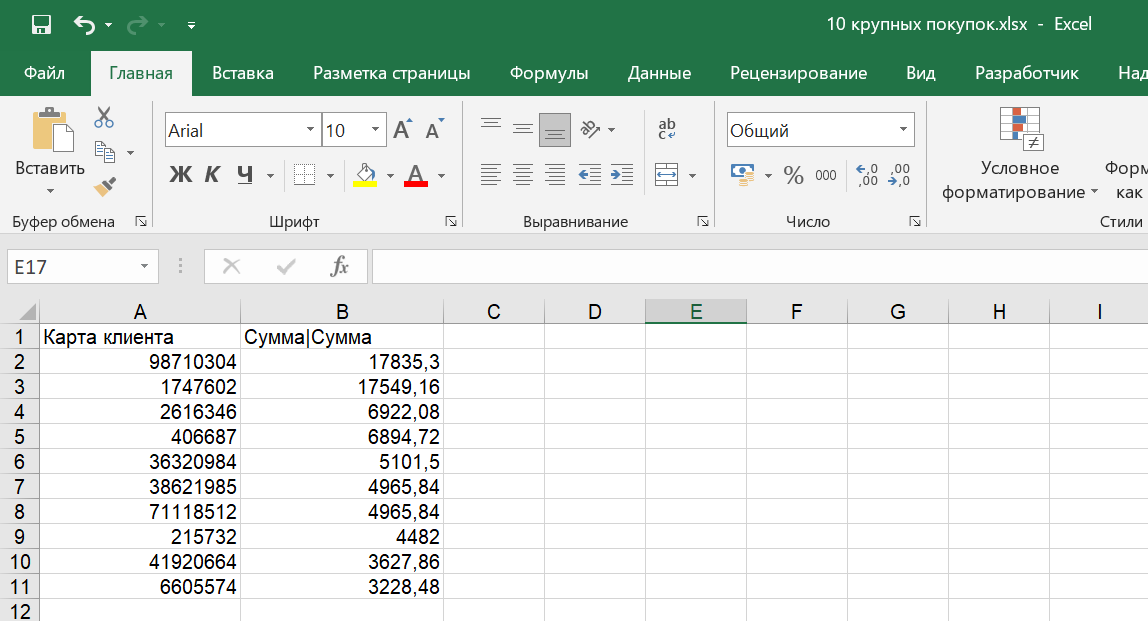 10 крупных покупок.xlsx - Excel
Файл Главная Вставка Разметка страницы Формулы Данные Рецензирование Вид Разработчик Над
Arial 10 Общий
Вставить Ж К Ч % 000 Условное форматирование Форм как
Буфер обмена Шрифт Выравнивание Число Стили
E17 fx
A B C D E F G H I
1 Карта клиента Сумма|Сумма
2 98710304 17835,3
3 1747602 17549,16
4 2616346 6922,08
5 406687 6894,72
6 36320984 5101,5
7 38621985 4965,84
8 71118512 4965,84
9 215732 4482
10 41920664 3627,86
11 6605574 3228,48
12